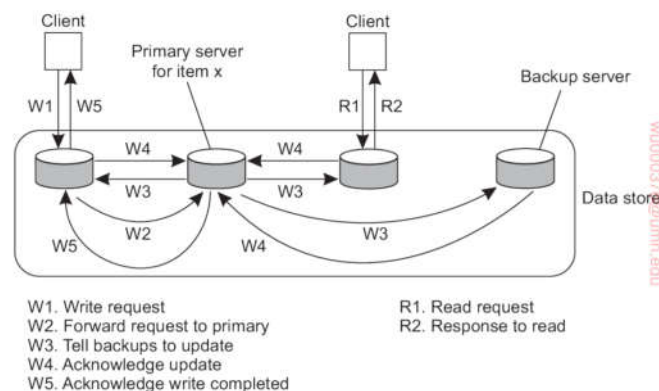 Client
Client
Primary server
for item x
Backup server
W1
W5
R1
R2
W4
W4
W3
W3
Data store
W5
W2
W4
W3
W1. Write request
W2. Forward request to primary
W3. Tell backups to update
W4. Acknowledge update
W5. Acknowledge write completed
R1. Read request
R2. Response to read